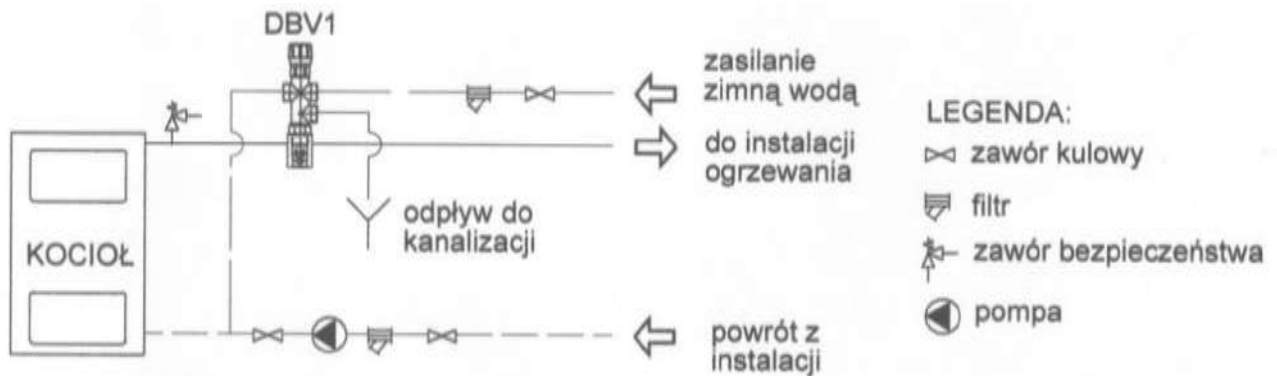 DBV1
zasilanie
zimną wodą
do instalacji
ogrzewania
odpływ do
kanalizacji
KOCIOŁ
powrót z
instalacji
LEGENDA:
zawór kulowy
filtr
zawór bezpieczeństwa
pompa